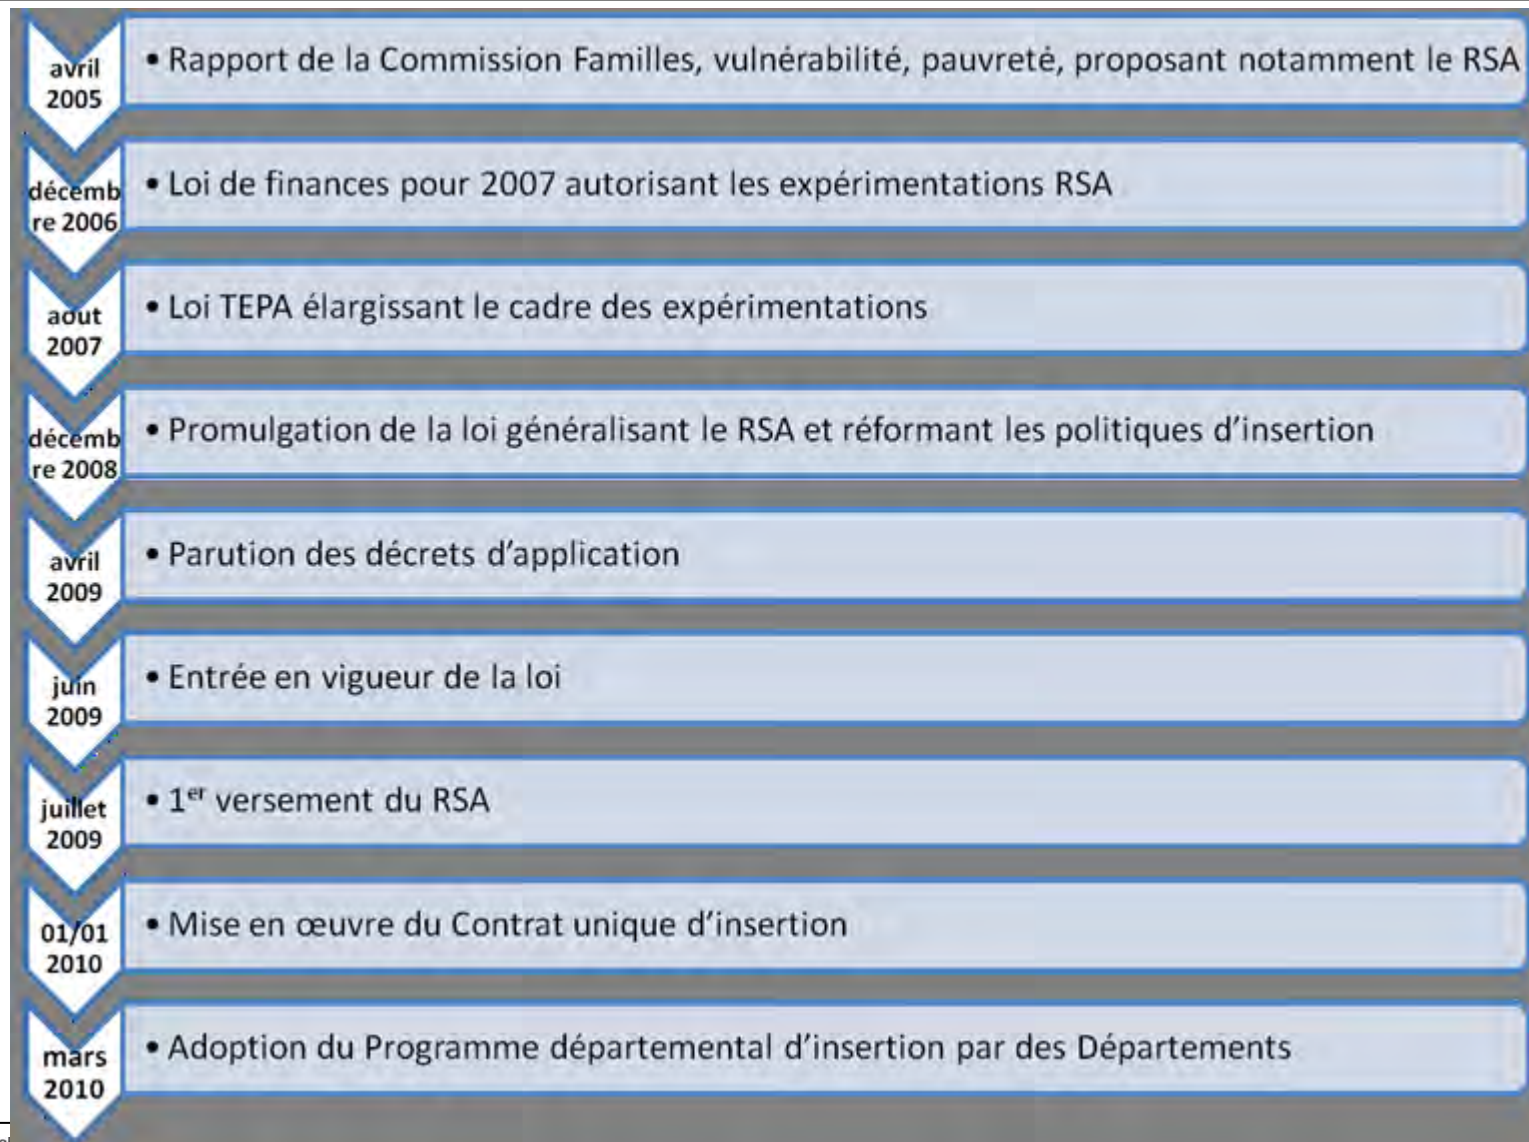 avril
2005
• Rapport de la Commission Familles, vulnérabilité, pauvreté, proposant notamment le RSA
décemb
re 2006
• Loi de finances pour 2007 autorisant les expérimentations RSA
aout
2007
• Loi TEPA élargissant le cadre des expérimentations
décemb
re 2008
• Promulgation de la loi généralisant le RSA et réformant les politiques d’insertion
avril
2009
• Parution des décrets d’application
juin
2009
• Entrée en vigueur de la loi
juillet
2009
• 1er versement du RSA
01/01
2010
• Mise en œuvre du Contrat unique d’insertion
mars
2010
• Adoption du Programme départemental d’insertion par des Départements